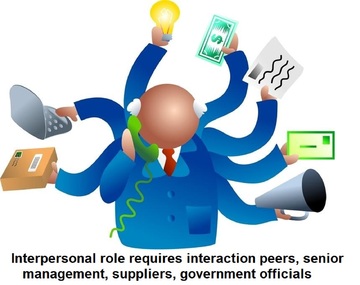 $
Interpersonal role requires interaction peers, senior
management, suppliers, government officials